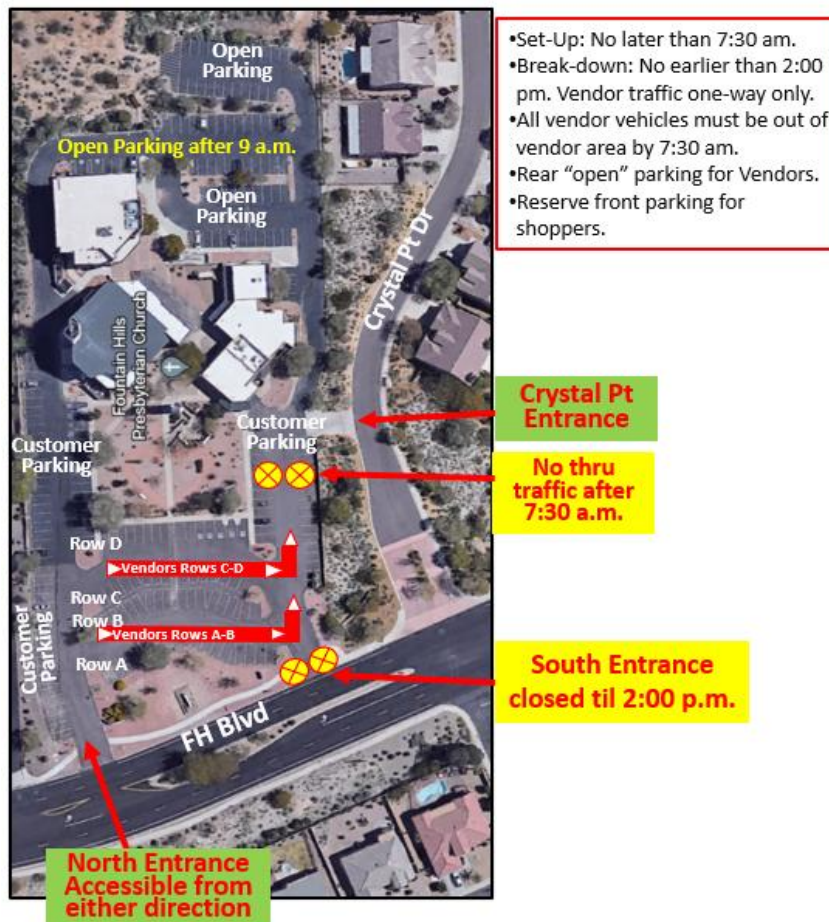 Open
Parking
Open Parking after 9 a.m.
Open
Parking
•Set-Up: No later than 7:30 am.
•Break-down: No earlier than 2:00
pm. Vendor traffic one-way only.
•All vendor vehicles must be out of
vendor area by 7:30 am.
•Rear “open” parking for Vendors.
•Reserve front parking for
shoppers.
Crystal Pt Dr
Fountain Hills
Presbyterian Church
Crystal Pt
Entrance
Customer
Parking
Customer
Parking
No thru
traffic after
7:30 a.m.
Row D
Vendors Rows C-D
Row C
Row B
Vendors Rows A-B
Row A
Customer
Parking
South Entrance
closed til 2:00 p.m.
FH Blvd
North Entrance
Accessible from
either direction